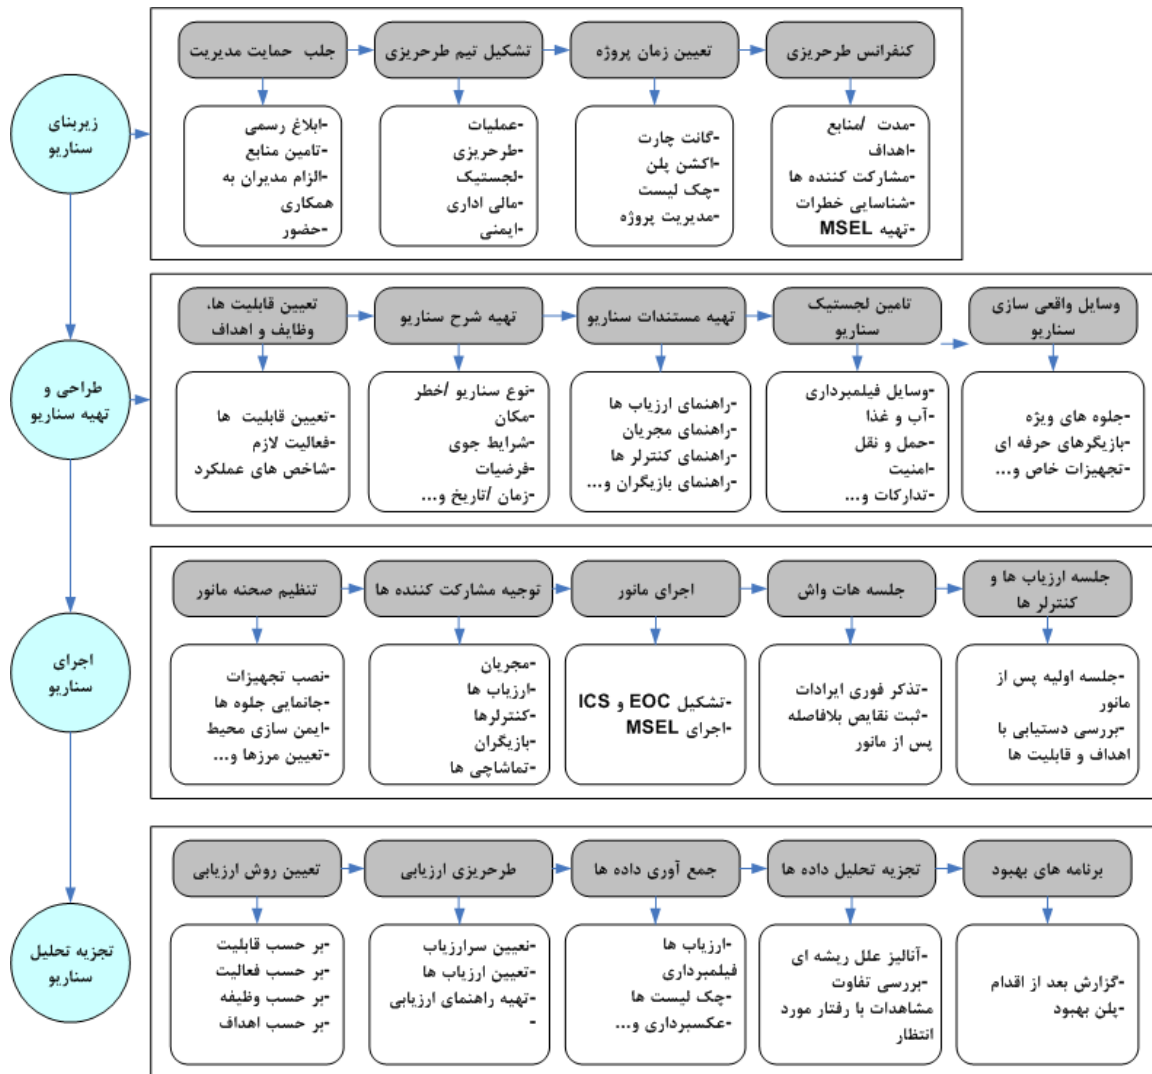 زیربنای
سناریو
جلب حمایت مدیریت
-ابلاغ رسمی
-تامین منابع
-الزام مدیران به
همکاری
-حضور
تشکیل تیم طرحریزی
-عملیات
-طرحریزی
-لجستیک
-مالی اداری
-ایمنی
تعیین زمان پروژه
-گانت چارت
-اکشن پلن
-چک لیست
-مدیریت پروژه
کنفرانس طرحریزی
-مدت /منابع
-اهداف
-مشارکت کننده ها
-شناسایی خطرات
-تهیه MSEL
طراحی و
تهیه سناریو
تعیین قابلیت ها،
وظایف و اهداف
-تعیین قابلیت ها
-فعالیت لازم
-شاخص های عملکرد
تهیه شرح سناریو
-نوع سناریو /خطر
-مکان
-شرایط جوی
-فرضیات
-زمان /تاریخ و...
تهیه مستندات سناریو
-راهنمای ارزیاب ها
-راهنمای مجریان
-راهنمای کنترلر ها
-راهنمای بازیگران و...
تامین لجستیک
سناریو
-وسایل فیلمبرداری
-آب و غذا
-حمل و نقل
-امنیت
-تدارکات و...
وسایل واقعی سازی
سناریو
-جلوه های ویژه
-بازیگرهای حرفه ای
-تجهیزات خاص و...
اجرای
سناریو
تنظیم صحنه مانور
-نصب تجهیزات
-جانمایی جلوه ها
-ایمن سازی محیط
-تعیین مرزها و...
توجیه مشارکت کننده ها
-مجریان
-ارزیاب ها
-کنترلرها
-بازیگران
-تماشاچی ها
اجرای مانور
-تشکیل EOC و ICS
-اجرای MSEL
جلسه هات واش
-تذکر فوری ایرادات
-ثبت نقایص بلافاصله
پس از مانور
جلسه ارزیاب ها و
کنترلر ها
-جلسه اولیه پس از
مانور
-بررسی دستیابی با
اهداف و قابلیت ها
تجزیه تحلیل
سناریو
تعیین روش ارزیابی
-بر حسب قابلیت
-بر حسب فعالیت
-بر حسب وظیفه
-بر حسب اهداف
طرحریزی ارزیابی
-تعیین سرارزیاب
-تعیین ارزیاب ها
-تهیه راهنمای ارزیابی
-
جمع آوری داده ها
-ارزیاب ها
فیلمبرداری
-چک لیست ها
-عکسبرداری و...
تجزیه تحلیل داده ها
-آنالیز علل ریشه ای
-بررسی تفاوت
مشاهدات با رفتار مورد
انتظار
برنامه های بهبود
-گزارش بعد از اقدام
-پلن بهبود